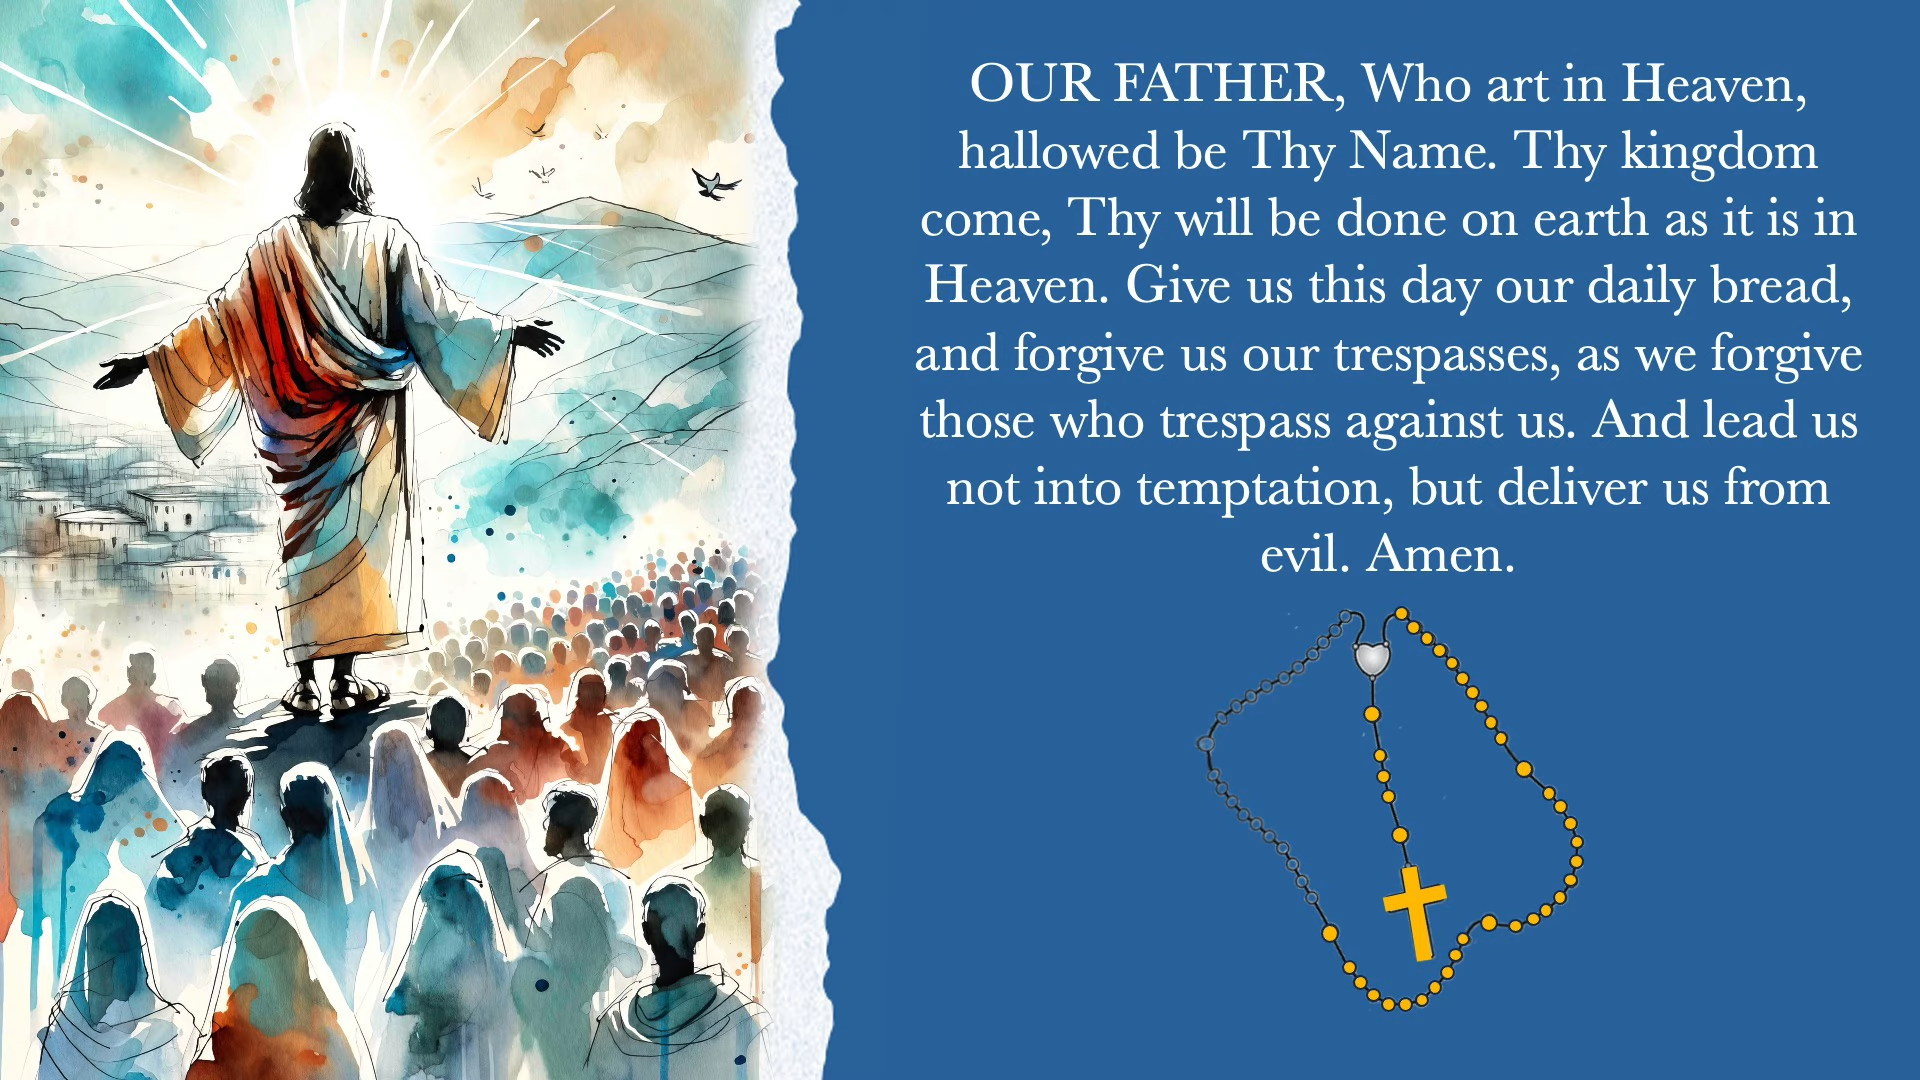 OUR FATHER, Who art in Heaven,
hallowed be Thy Name. Thy kingdom
come, Thy will be done on earth as it is in
Heaven. Give us this day our daily bread,
and forgive us our trespasses, as we forgive
those who trespass against us. And lead us
not into temptation, but deliver us from
evil. Amen.